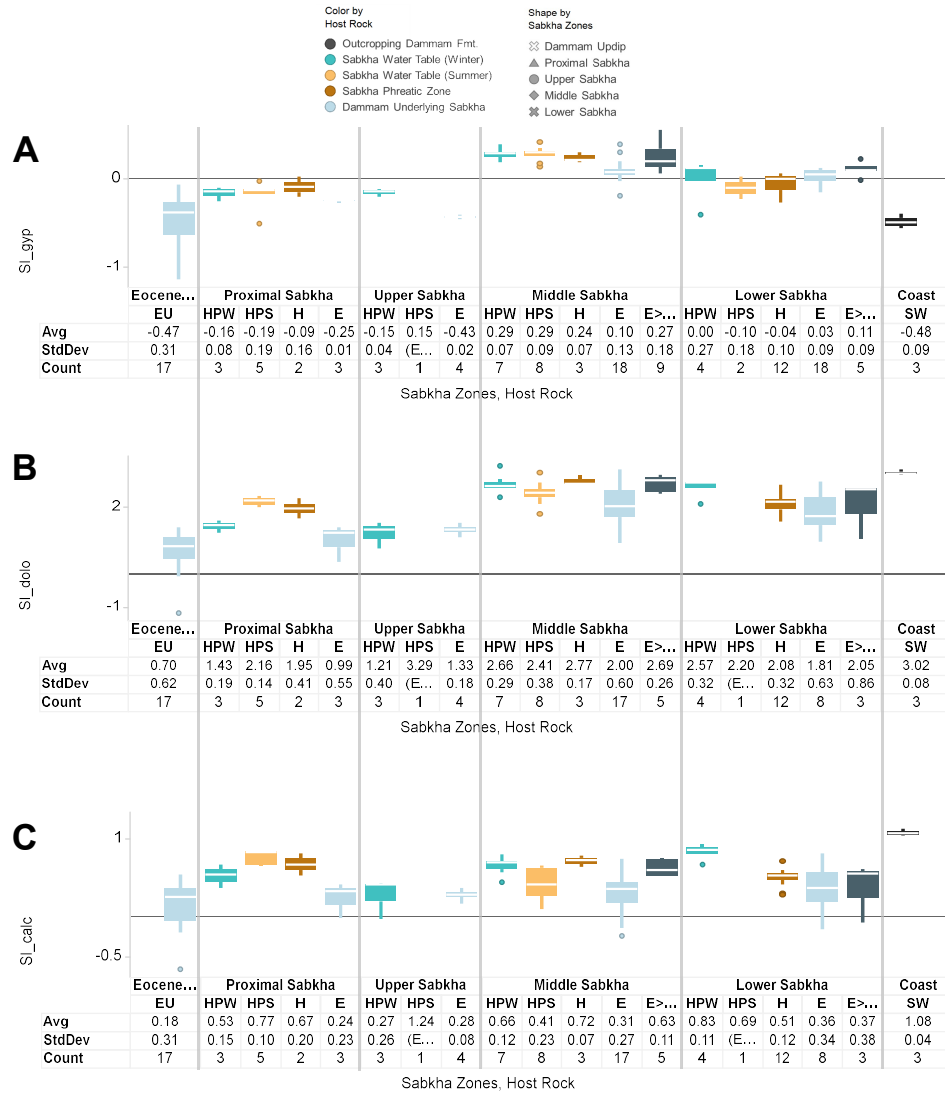 Color by
Host Rock
Outcropping Dammam Fmt.
Sabkha Water Table (Winter)
Sabkha Water Table (Summer)
Sabkha Phreatic Zone
Dammam Underlying Sabkha
Shape by
Sabkha Zones
Dammam Updip
Proximal Sabkha
Upper Sabkha
Middle Sabkha
Lower Sabkha
A
SI_gyp
0
-1
Eocene... Proximal Sabkha Upper Sabkha Middle Sabkha Lower Sabkha Coast
EU HPW HPS H E HPW HPS E HPW HPS H E E>... HPW HPS H E E>... SW
Avg -0.47 -0.16 -0.19 -0.09 -0.25 -0.15 0.15 -0.43 0.29 0.29 0.24 0.10 0.27 0.00 -0.10 -0.04 0.03 0.11 -0.48
StdDev 0.31 0.08 0.19 0.16 0.01 0.04 (E... 0.02 0.07 0.09 0.07 0.13 0.18 0.27 0.18 0.10 0.09 0.09 0.09
Count 17 3 5 2 3 3 1 4 7 8 3 18 9 4 2 12 18 5 3
Sabkha Zones, Host Rock
B
SI_dolo
2
-1
Eocene... Proximal Sabkha Upper Sabkha Middle Sabkha Lower Sabkha Coast
EU HPW HPS H E HPW HPS E HPW HPS H E E>... HPW HPS H E E>... SW
Avg 0.70 1.43 2.16 1.95 0.99 1.21 3.29 1.33 2.66 2.41 2.77 2.00 2.69 2.57 2.20 2.08 1.81 2.05 3.02
StdDev 0.62 0.19 0.14 0.41 0.55 0.40 (E... 0.18 0.29 0.38 0.17 0.60 0.26 0.32 (E... 0.32 0.63 0.86 0.08
Count 17 3 5 2 3 3 1 4 7 8 3 17 5 4 1 12 8 3 3
Sabkha Zones, Host Rock
C
SI_calc
1
-0.5
Eocene... Proximal Sabkha Upper Sabkha Middle Sabkha Lower Sabkha Coast
EU HPW HPS H E HPW HPS E HPW HPS H E E>... HPW HPS H E E>... SW
Avg 0.18 0.53 0.77 0.67 0.24 0.27 1.24 0.28 0.66 0.41 0.72 0.31 0.63 0.83 0.69 0.51 0.36 0.37 1.08
StdDev 0.31 0.15 0.10 0.20 0.23 0.26 (E... 0.08 0.12 0.23 0.07 0.27 0.11 0.11 (E... 0.12 0.34 0.38 0.04
Count 17 3 5 2 3 3 1 4 7 8 3 17 5 4 1 12 8 3 3
Sabkha Zones, Host Rock